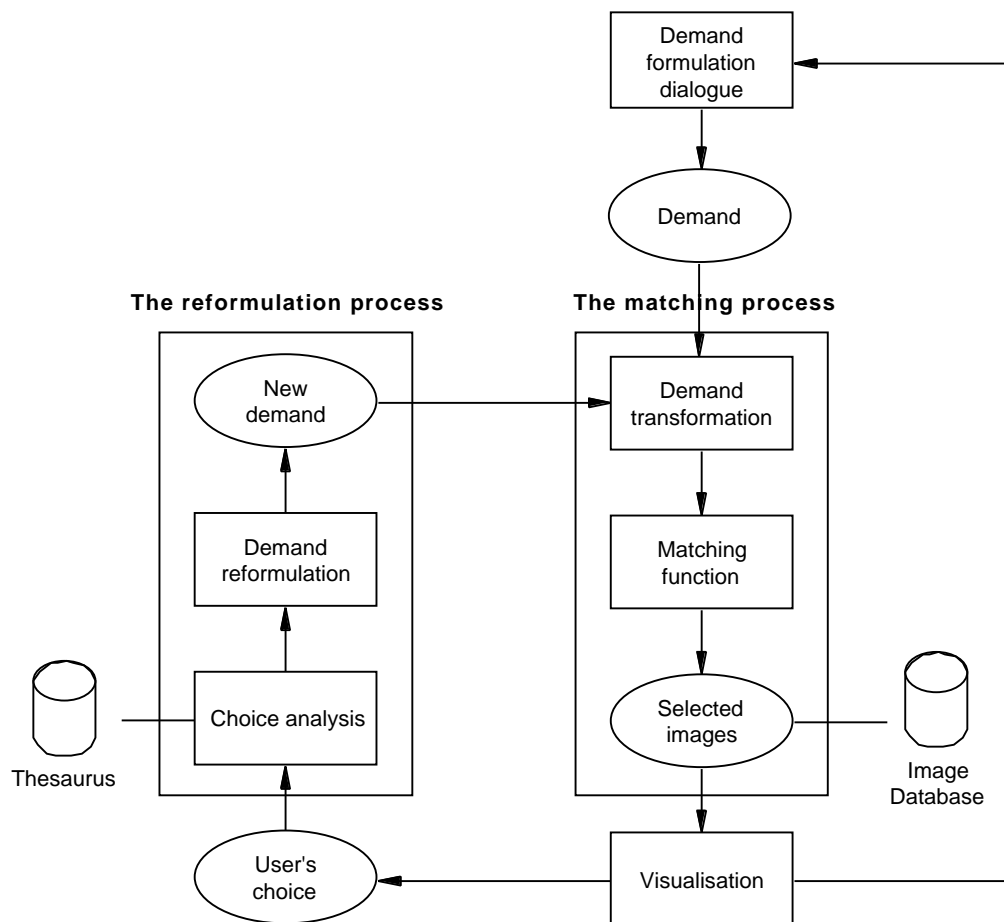 Demand
formulation
dialogue
Demand
The reformulation process
The matching process
New
demand
Demand
transformation
Demand
reformulation
Matching
function
Choice analysis
Selected
images
Thesaurus
Image
Database
User's
choice
Visualisation